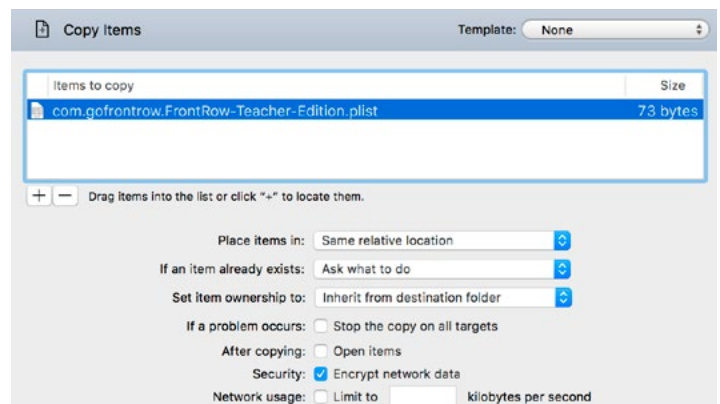 Copy Items Template: None
Items to copy Size
com.gofrontrow.FrontRow-Teacher-Edition.plist 73 bytes
+ − Drag items into the list or click "+" to locate them.
Place items in: Same relative location
If an item already exists: Ask what to do
Set item ownership to: Inherit from destination folder
If a problem occurs: Stop the copy on all targets
After copying: Open items
Security: Encrypt network data
Network usage: Limit to kilobytes per second